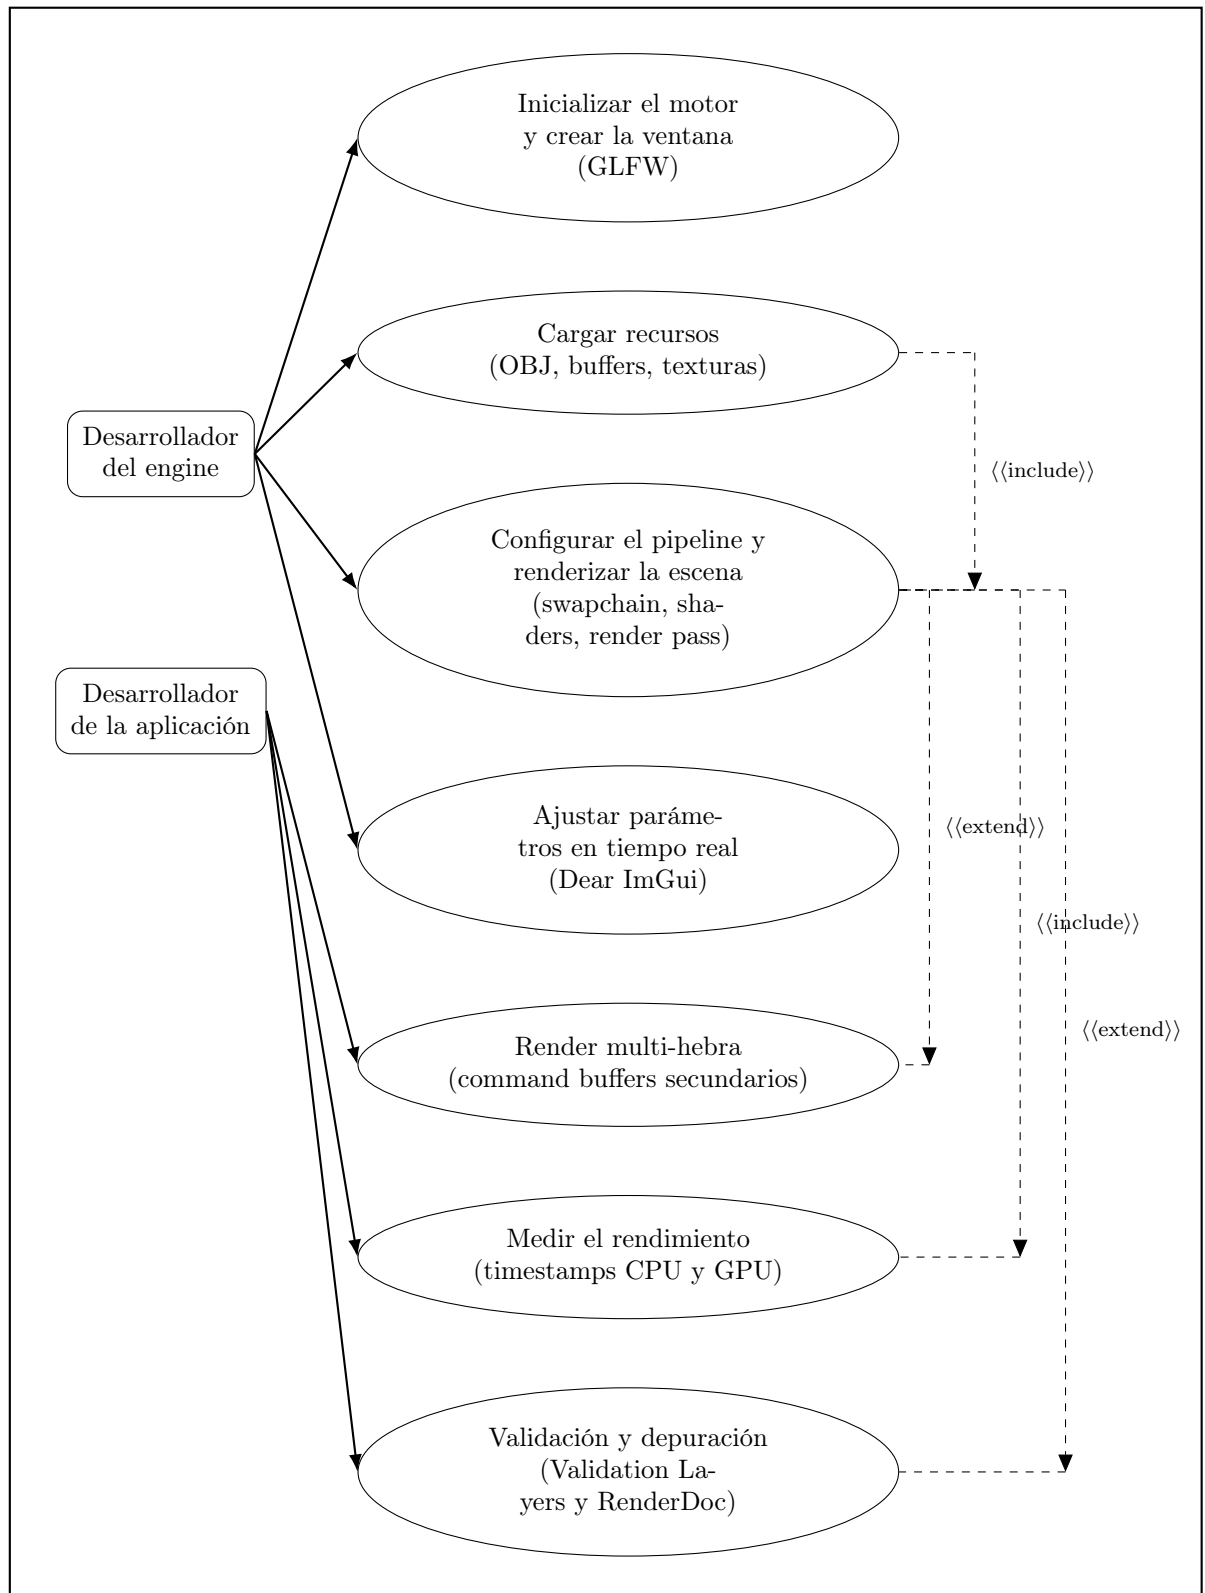 Inicializar el motor
y crear la ventana
(GLFW)
Cargar recursos
(OBJ, buffers, texturas)
Desarrollador
del engine
⟨⟨include⟩⟩
Configurar el pipeline y
renderizar la escena
(swapchain, sha-
ders, render pass)
Desarrollador
de la aplicación
Ajustar paráme-
tros en tiempo real
(Dear ImGui)
⟨⟨extend⟩⟩
⟨⟨include⟩⟩
⟨⟨extend⟩⟩
Render multi-hebra
(command buffers secundarios)
Medir el rendimiento
(timestamps CPU y GPU)
Validación y depuración
(Validation La-
yers y RenderDoc)